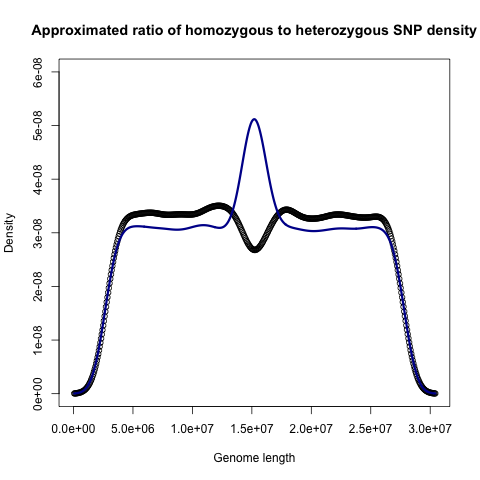 Approximated ratio of homozygous to heterozygous SNP density
6e-08
5e-08
4e-08
3e-08
2e-08
1e-08
0e+00
Density
0.0e+00 5.0e+06 1.0e+07 1.5e+07 2.0e+07 2.5e+07 3.0e+07
Genome length